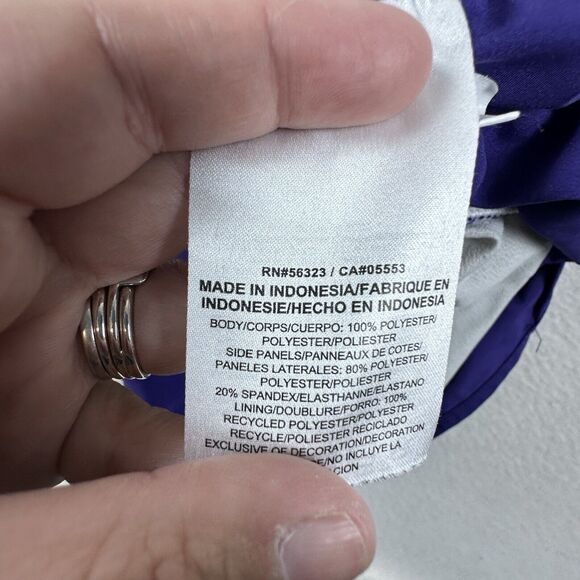 RN#56323 / CA#05553
MADE IN INDONESIA/FABRIQUE EN
INDONESIE/HECHO EN INDONESIA
BODY/CORPS/CUERPO: 100% POLYESTER/
POLYESTER/POLIESTER
SIDE PANELS/PANNEAUX DE COTES/
PANELES LATERALES: 80% POLYESTER/
POLYESTER/POLIESTER
20% SPANDEX/ELASTHANNE/ELASTANO
LINING/DOUBLURE/FORRO: 100%
RECYCLED POLYESTER/POLYESTER
RECYCLE/POLIESTER RECICLADO
EXCLUSIVE OF DECORATION/DECORATION
INCLUYE LA